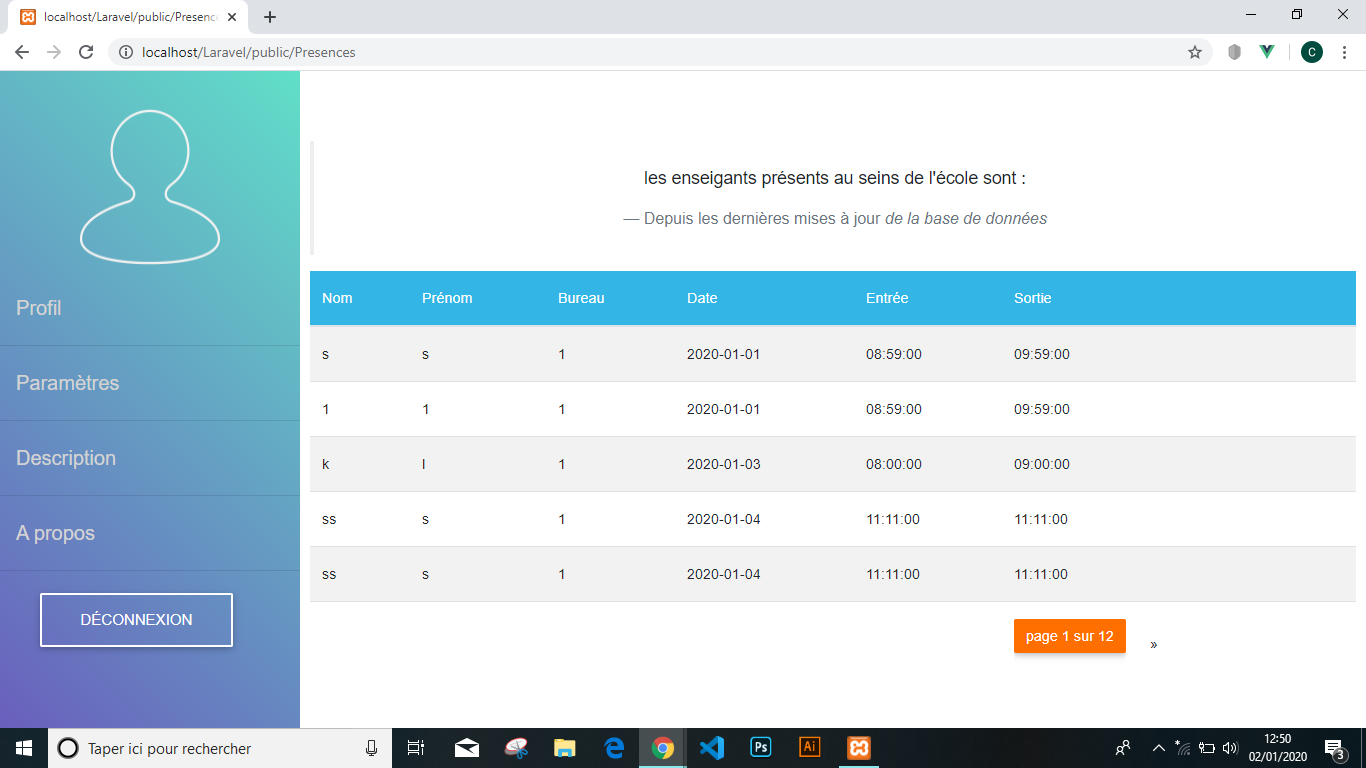 localhost/Laravel/public/Presenc
localhost/Laravel/public/Presences
C
Profil
Paramètres
Description
A propos
DÉCONNEXION
les enseigants présents au seins de l'école sont :
— Depuis les dernières mises à jour de la base de données
Nom Prénom Bureau Date Entrée Sortie
s s 1 2020-01-01 08:59:00 09:59:00
1 1 1 2020-01-01 08:59:00 09:59:00
k l 1 2020-01-03 08:00:00 09:00:00
ss s 1 2020-01-04 11:11:00 11:11:00
ss s 1 2020-01-04 11:11:00 11:11:00
page 1 sur 12 »
Taper ici pour rechercher
Ps
Ai
12:50
02/01/2020
3